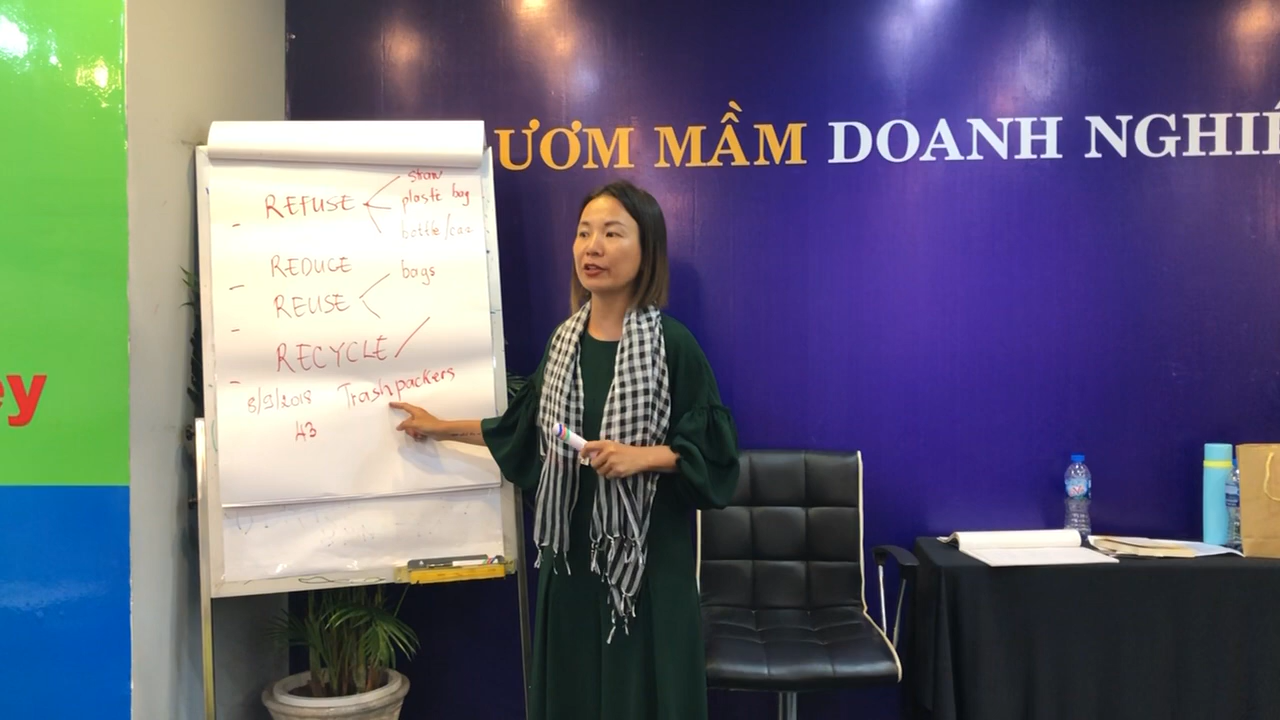 ƯƠM MẦM DOANH NGHI
straw
REFUSE plastic bag
bottle/can
REDUCE
bags
REUSE
RECYCLE
8/9/2018 Trashpackers
43
ey